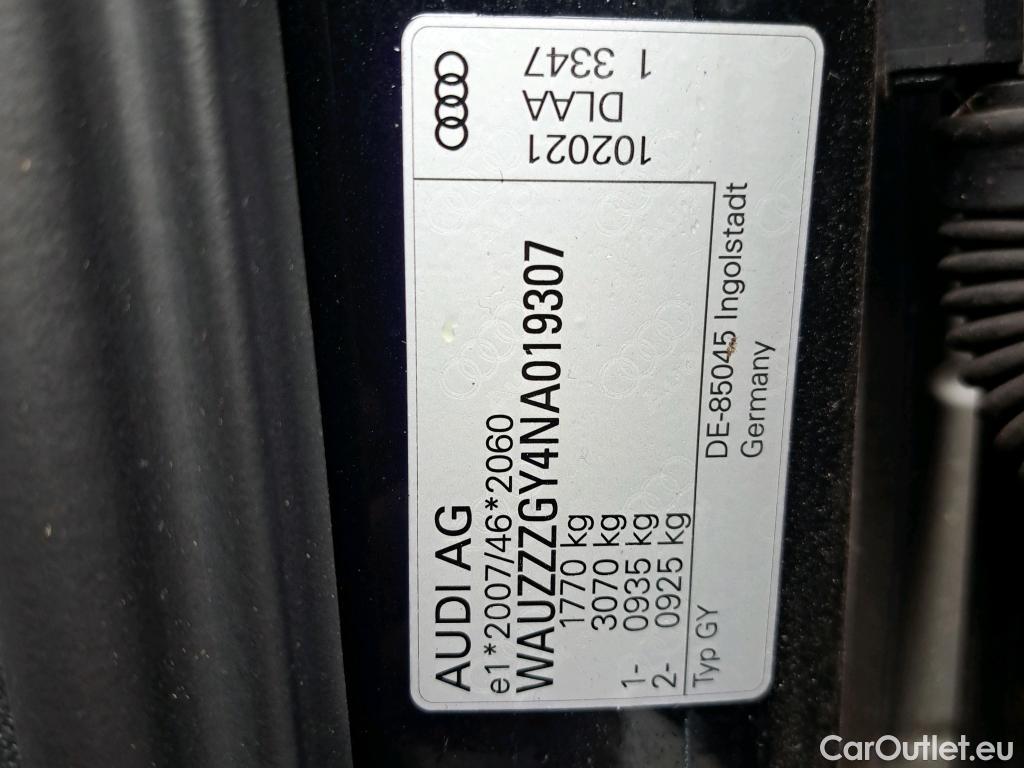 AUDI AG
e1*2007/46*2060
WAUZZZGY4NA019307
1770 kg
3070 kg
1- 0935 kg
2- 0925 kg
Typ GY
DE-85045 Ingolstadt
Germany
102021
DLAA
1 3347
CarOutlet.eu